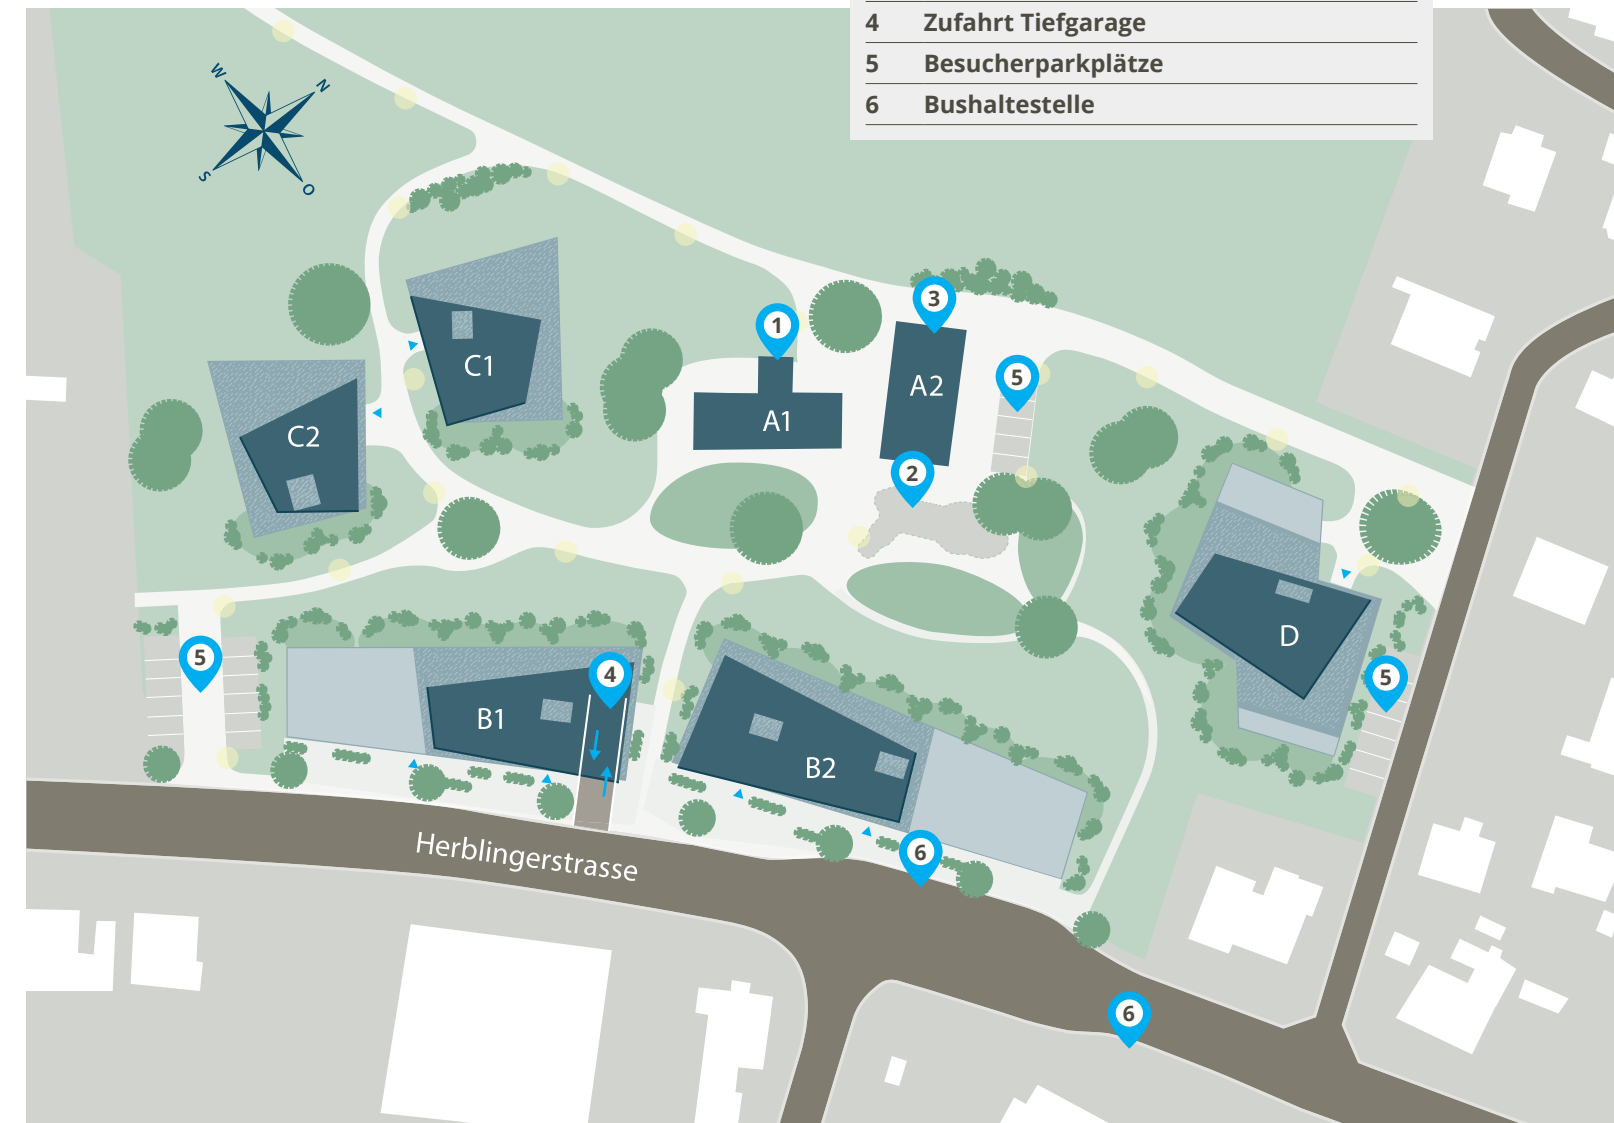 4 Zufahrt Tiefgarage
5 Besucherparkplätze
6 Bushaltestelle
W
N
S
O
3
1
C1
5
A2
A1
C2
2
D
5
4
5
B1
B2
Herblingerstrasse
6
6